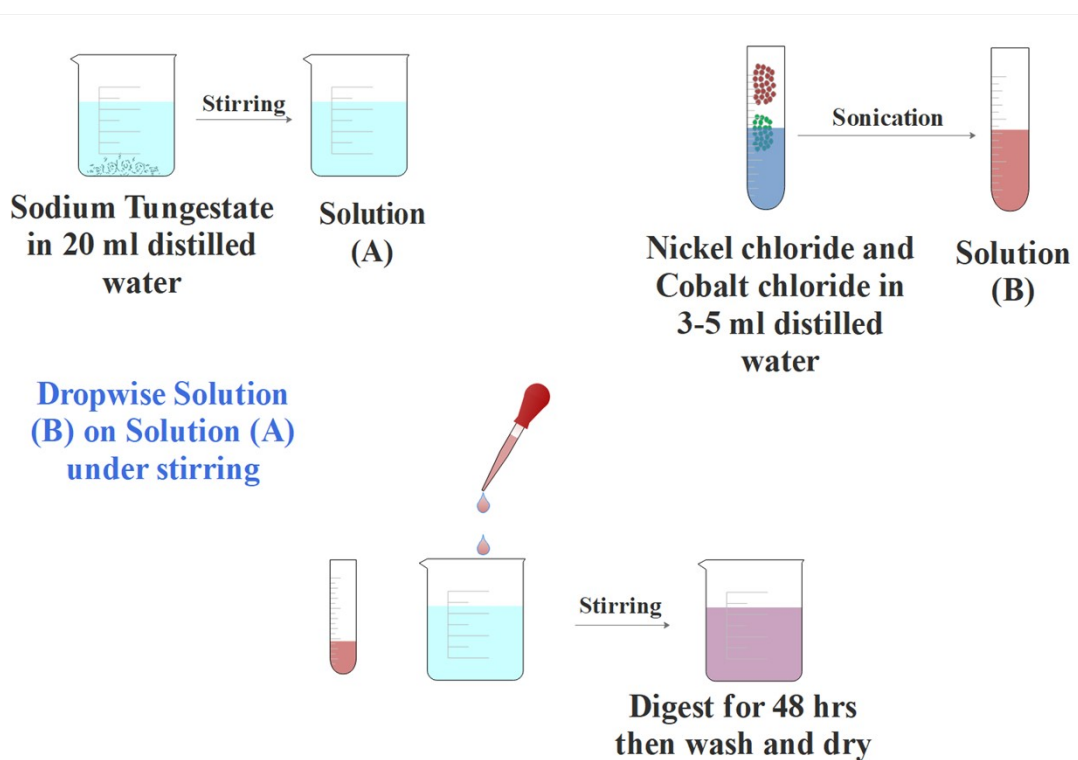 Stirring
Sodium Tungestate
in 20 ml distilled
water
Solution
(A)
Sonication
Nickel chloride and
Cobalt chloride in
3-5 ml distilled
water
Solution
(B)
Dropwise Solution
(B) on Solution (A)
under stirring
Stirring
Digest for 48 hrs
then wash and dry